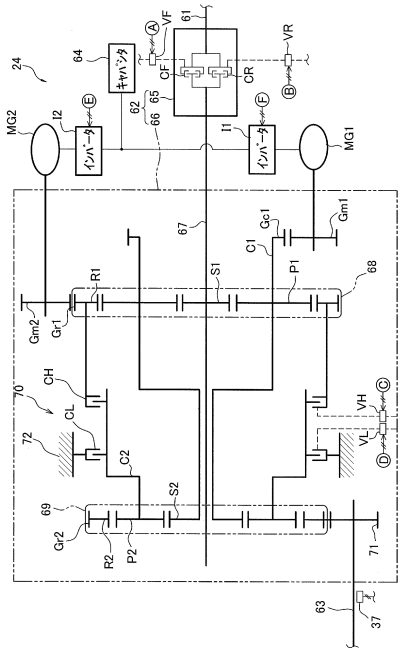 24
MG2
64
キャパシタ
61
A
VF
VR
B
CF
CR
65
62
66
I2
E
インバータ
F
インバータ
I1
MG1
Gm2
Gr1
R1
67
S1
C1
Gc1
Gm1
P1
68
70
CH
CL
72
C2
VH
C
VL
D
69
Gr2
R2
P2
S2
71
63
37